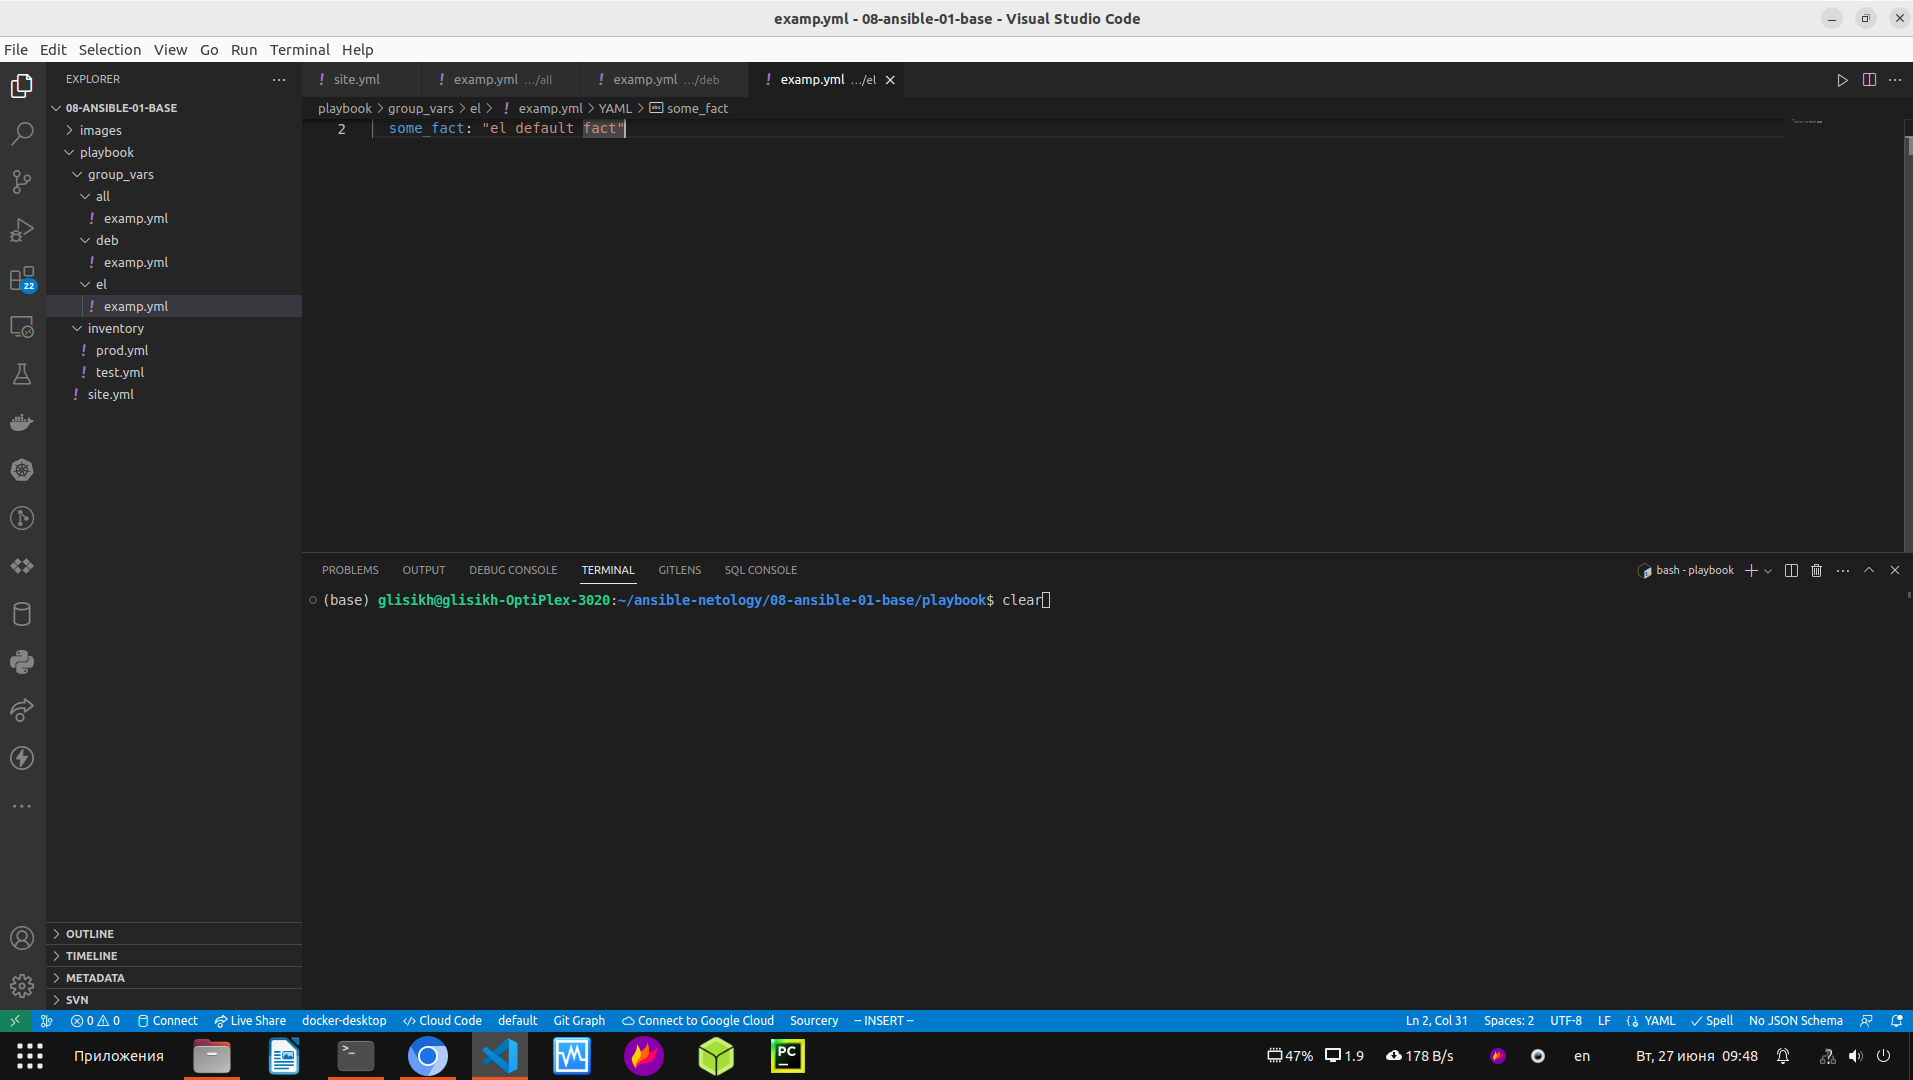 examp.yml - 08-ansible-01-base - Visual Studio Code
File Edit Selection View Go Run Terminal Help
EXPLORER
08-ANSIBLE-01-BASE
images
playbook
group_vars
all
examp.yml
deb
examp.yml
el
examp.yml
inventory
prod.yml
test.yml
site.yml
OUTLINE
TIMELINE
METADATA
SVN
22
site.yml examp.yml .../all examp.yml .../deb examp.yml .../el
playbook > group_vars > el > examp.yml > YAML > some_fact
2 some_fact: "el default fact"
PROBLEMS OUTPUT DEBUG CONSOLE TERMINAL GITLENS SQL CONSOLE
bash - playbook
(base) glisikh@glisikh-OptiPlex-3020:~/ansible-netology/08-ansible-01-base/playbook$ clear
0 0 Connect Live Share docker-desktop Cloud Code default Git Graph Connect to Google Cloud Sourcery -- INSERT --
Ln 2, Col 31 Spaces: 2 UTF-8 LF YAML Spell No JSON Schema
Приложения
PC
47% 1.9 178 B/s en Вт, 27 июня 09:48